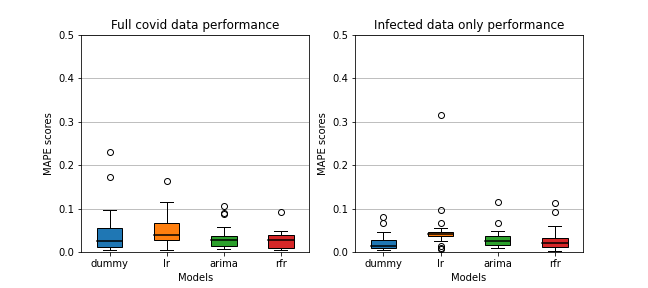 Full covid data performance
MAPE scores
0.5
0.4
0.3
0.2
0.1
0.0
dummy lr arima rfr
Models
Infected data only performance
MAPE scores
0.5
0.4
0.3
0.2
0.1
0.0
dummy lr arima rfr
Models